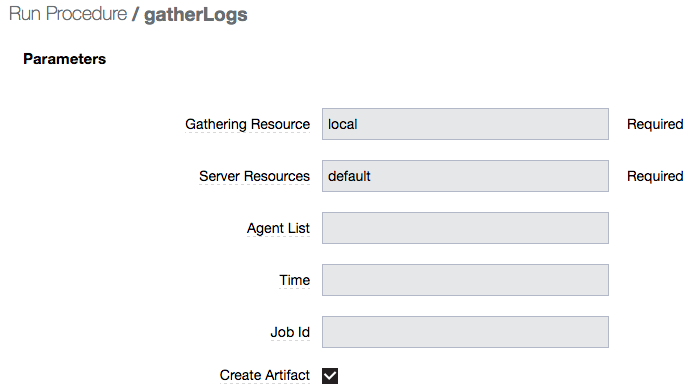 Run Procedure / gatherLogs
Parameters
Gathering Resource local Required
Server Resources default Required
Agent List
Time
Job Id
Create Artifact